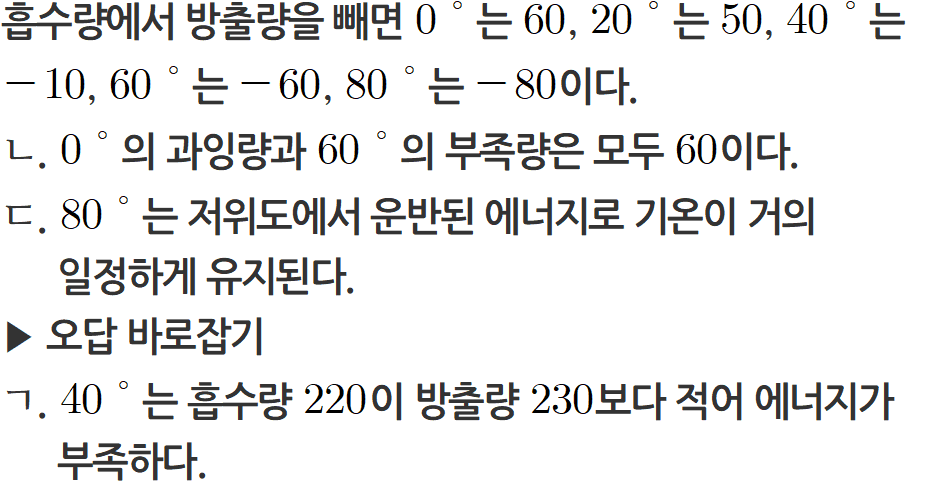 흡수량에서 방출량을 빼면 0°는 60, 20°는 50, 40°는
-10, 60°는 -60, 80°는 -80이다.
ㄴ. 0°의 과잉량과 60°의 부족량은 모두 60이다.
ㄷ. 80°는 저위도에서 운반된 에너지로 기온이 거의
일정하게 유지된다.
▶ 오답 바로잡기
ㄱ. 40°는 흡수량 220이 방출량 230보다 적어 에너지가
부족하다.